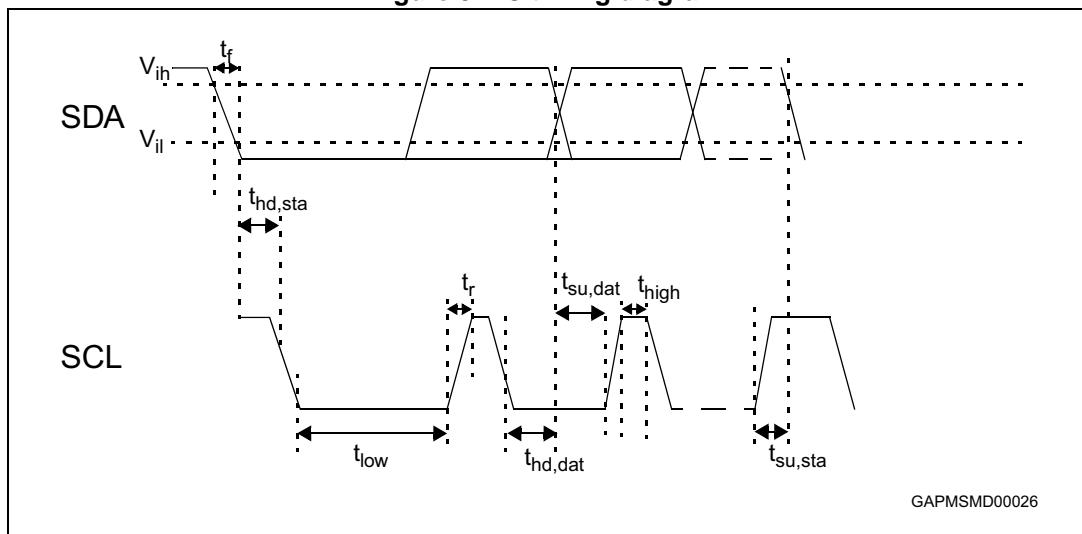 t_f
V_ih
SDA
V_il
t_hd,sta
t_r
t_su,dat
t_high
SCL
t_low
t_hd,dat
t_su,sta
GAPMSMD00026